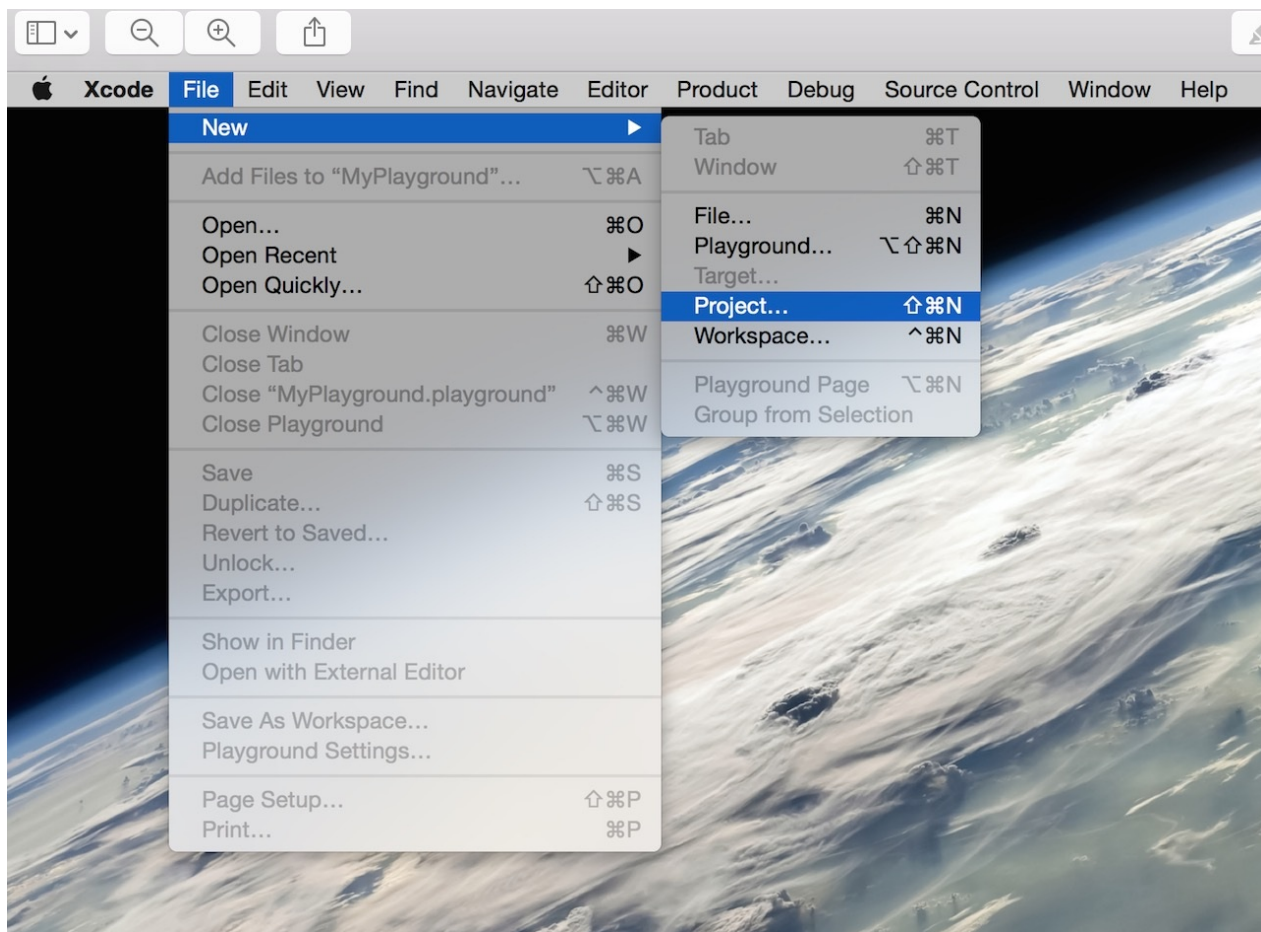 Xcode File Edit View Find Navigate Editor Product Debug Source Control Window Help
New ▶
Add Files to “MyPlayground”… ⌥⌘A
Open… ⌘O
Open Recent ▶
Open Quickly… ⇧⌘O
Close Window ⌘W
Close Tab
Close “MyPlayground.playground” ^⌘W
Close Playground ⌥⌘W
Save ⌘S
Duplicate… ⇧⌘S
Revert to Saved…
Unlock…
Export…
Show in Finder
Open with External Editor
Save As Workspace…
Playground Settings…
Page Setup… ⇧⌘P
Print… ⌘P
Tab ⌘T
Window ⇧⌘T
File… ⌘N
Playground… ⌥⇧⌘N
Target…
Project… ⇧⌘N
Workspace… ^⌘N
Playground Page ⌥⌘N
Group from Selection